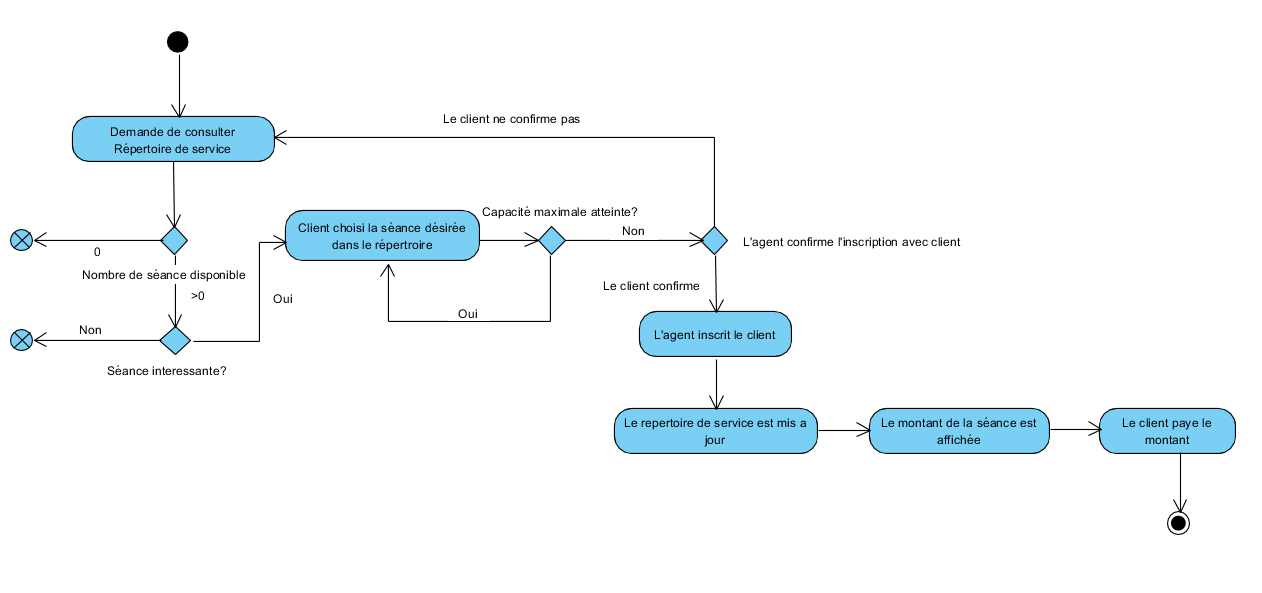 Le client ne confirme pas
Demande de consulter
Répertoire de service
Capacité maximale atteinte?
Client choisi la séance désirée
dans le répertroire
Non
L'agent confirme l'inscription avec client
0
Nombre de séance disponible
>0
Oui
Le client confirme
Oui
Non
L'agent inscrit le client
Séance interessante?
Le repertoire de service est mis a
jour
Le montant de la séance est
affichée
Le client paye le
montant